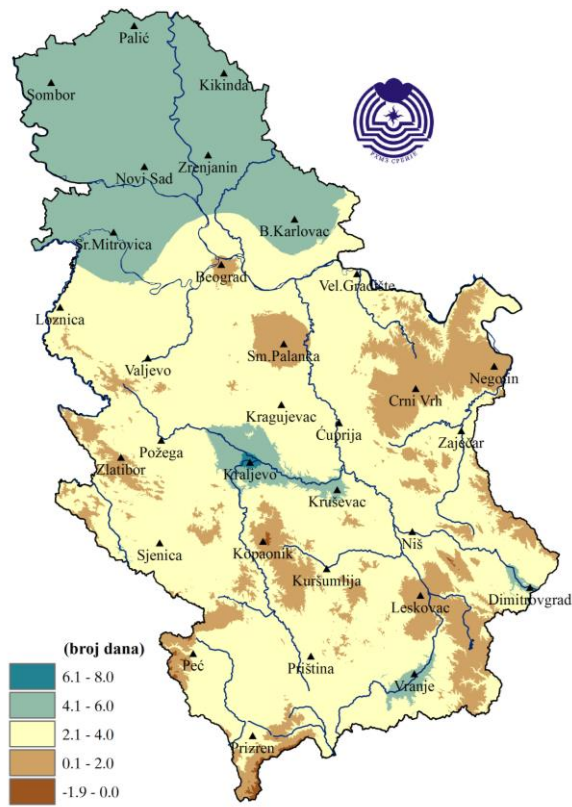 Palić
Sombor
Kikinda
Zrenjanin
Novi Sad
РХМЗ СРБИЈЕ
B.Karlovac
Sr.Mitrovica
Beograd
Vel.Gradište
Loznica
Sm.Palanka
Valjevo
Negotin
Crni Vrh
Kragujevac
Ćuprija
Zaječar
Požega
Zlatibor
Kraljevo
Kruševac
Niš
Sjenica
Kopaonik
Kuršumlija
Dimitrovgrad
Leskovac
(broj dana)
Peć
Priština
Vranje
6.1 - 8.0
4.1 - 6.0
2.1 - 4.0
0.1 - 2.0
-1.9 - 0.0
Prizren